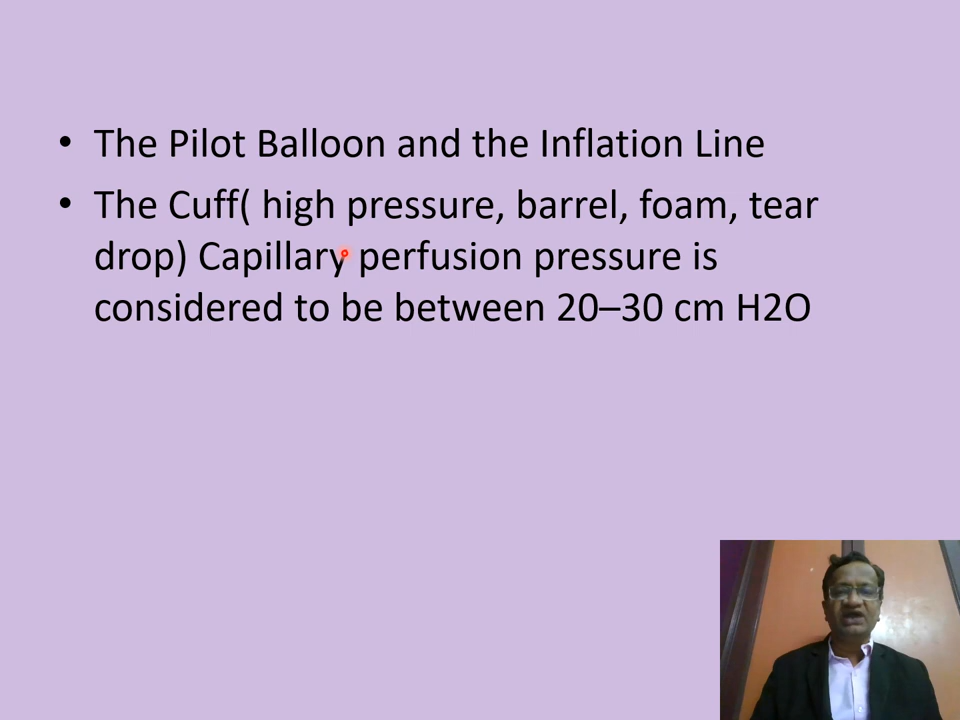 • The Pilot Balloon and the Inflation Line
• The Cuff( high pressure, barrel, foam, tear
drop) Capillary perfusion pressure is
considered to be between 20–30 cm H2O